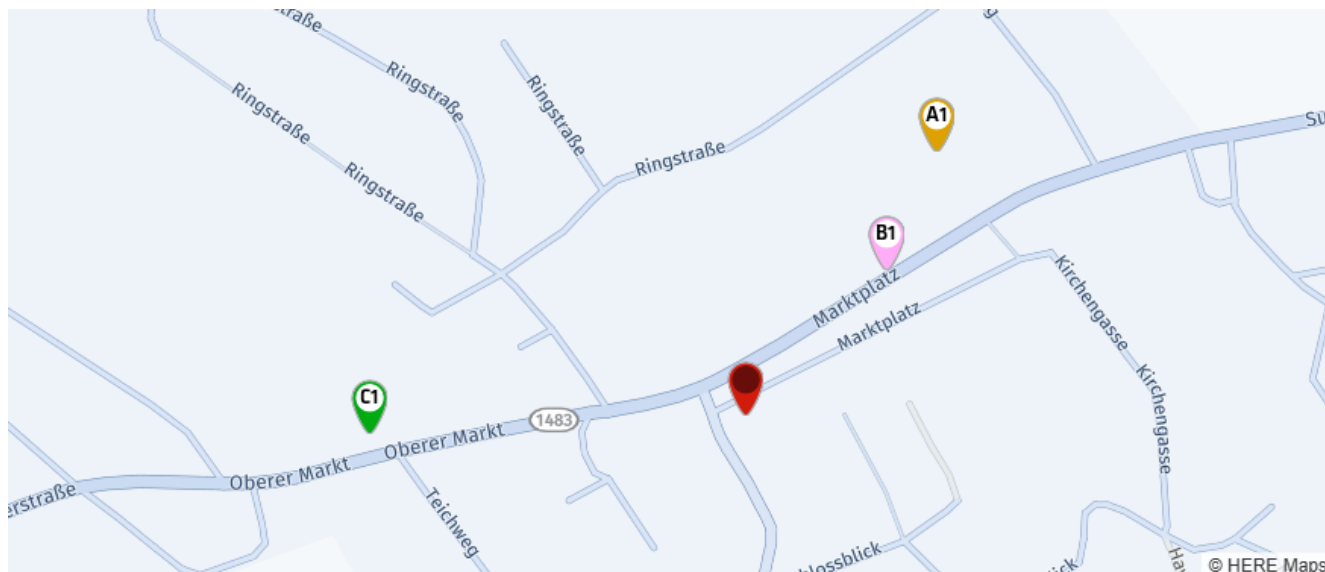 Ringstraße
Ringstraße
Ringstraße
Ringstraße
Ringstraße
A1
B1
Marktplatz
Marktplatz
Kirchengasse
Kirchengasse
C1
1483
Oberer Markt
Oberer Markt
Teichweg
© HERE Maps